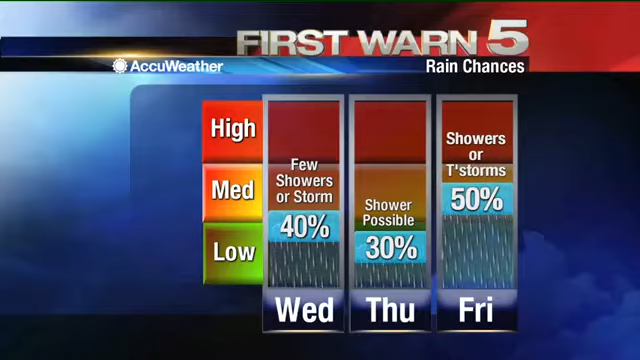 FIRST WARN 5
AccuWeather
Rain Chances
High
Med
Low
Few
Showers
or Storm
40%
Shower
Possible
30%
Showers
or
T'storms
50%
Wed
Thu
Fri